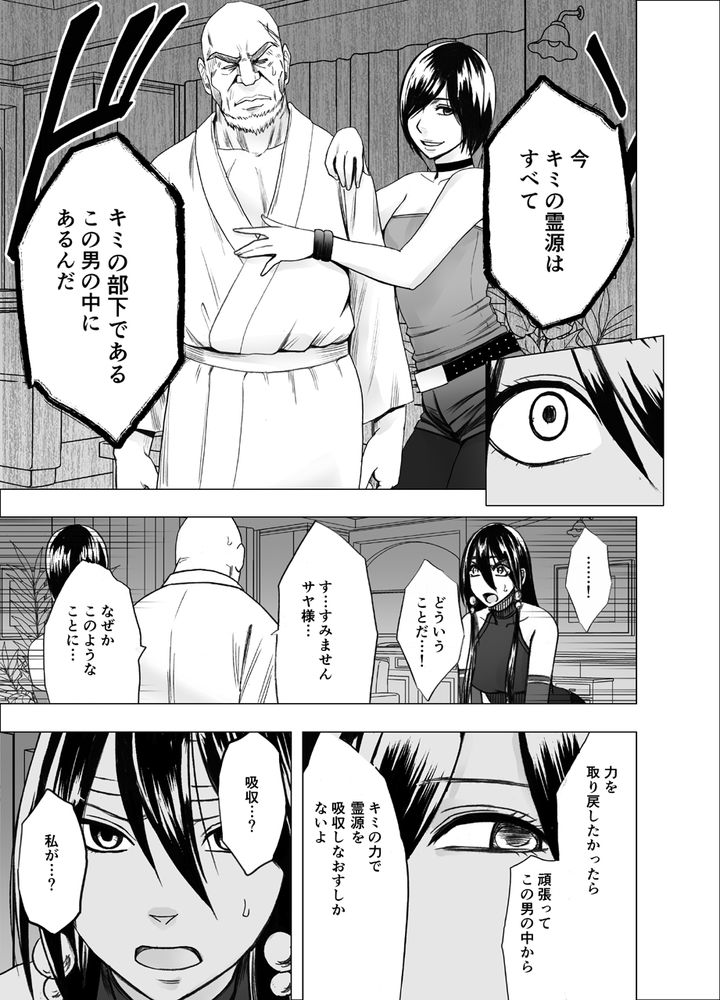 今
キミの霊源は
すべて
キミの部下である
この男の中に
あるんだ
ドド
……！
どういう
ことだ…！
す…すみません
サヤ様…
なぜか
このような
ことに…
力を
取り戻したかったら
頑張って
この男の中から
キミの力で
霊源を
吸収しなおすしか
ないよ
吸収…？
私が…？